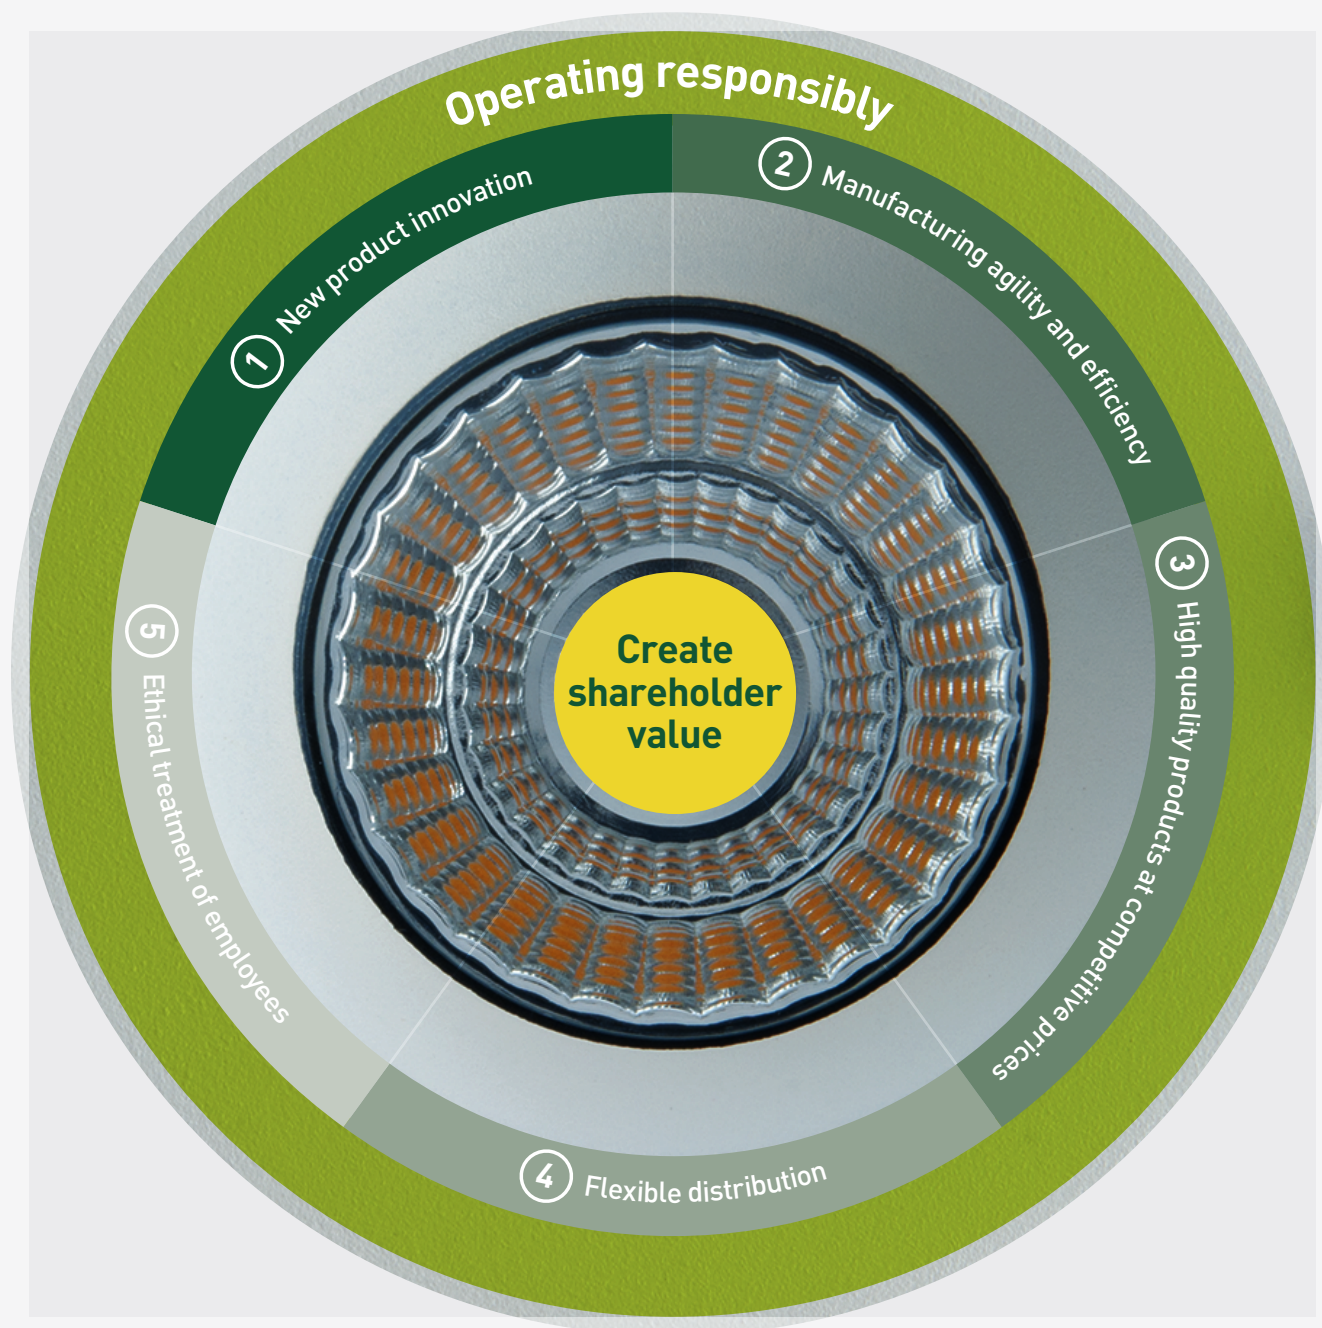 Operating responsibly
1 New product innovation
2 Manufacturing agility and efficiency
3 High quality products at competitive prices
4 Flexible distribution
5 Ethical treatment of employees
Create
shareholder
value